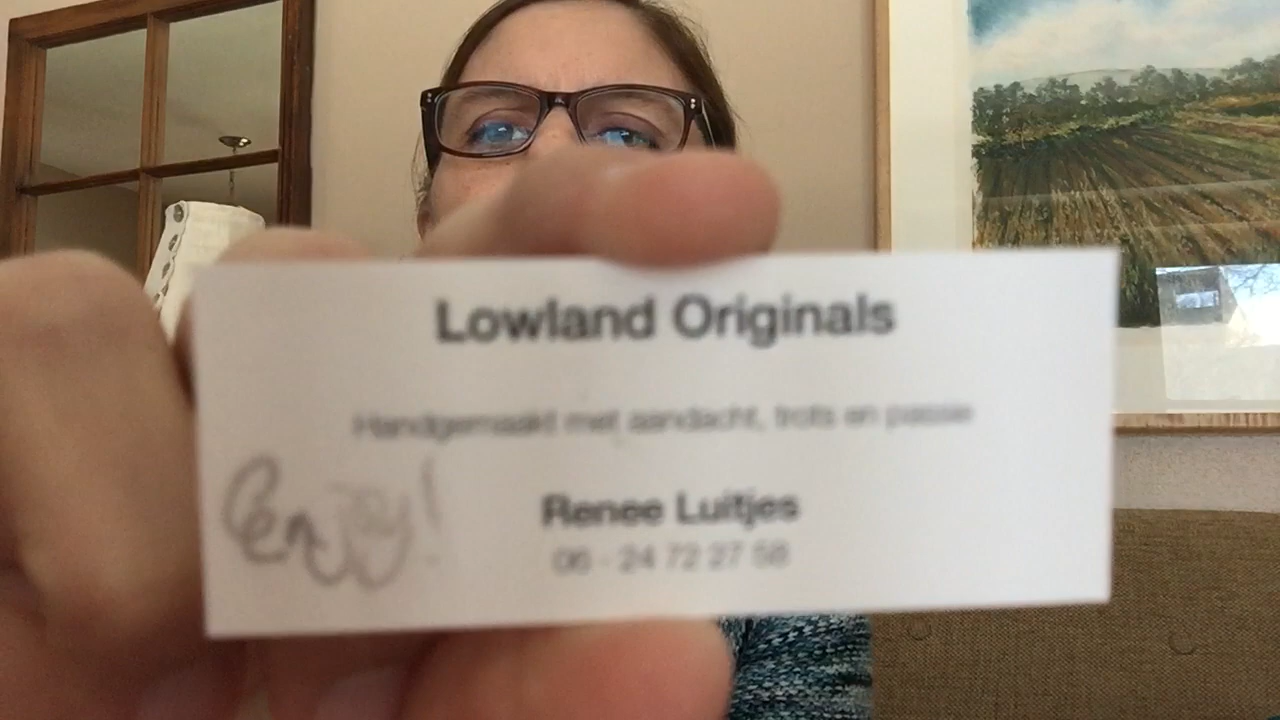 Lowland Originals
Handgemaakt met aandacht, trots en passie
Enjoy!
Renee Luitjes
06 - 24 72 27 58